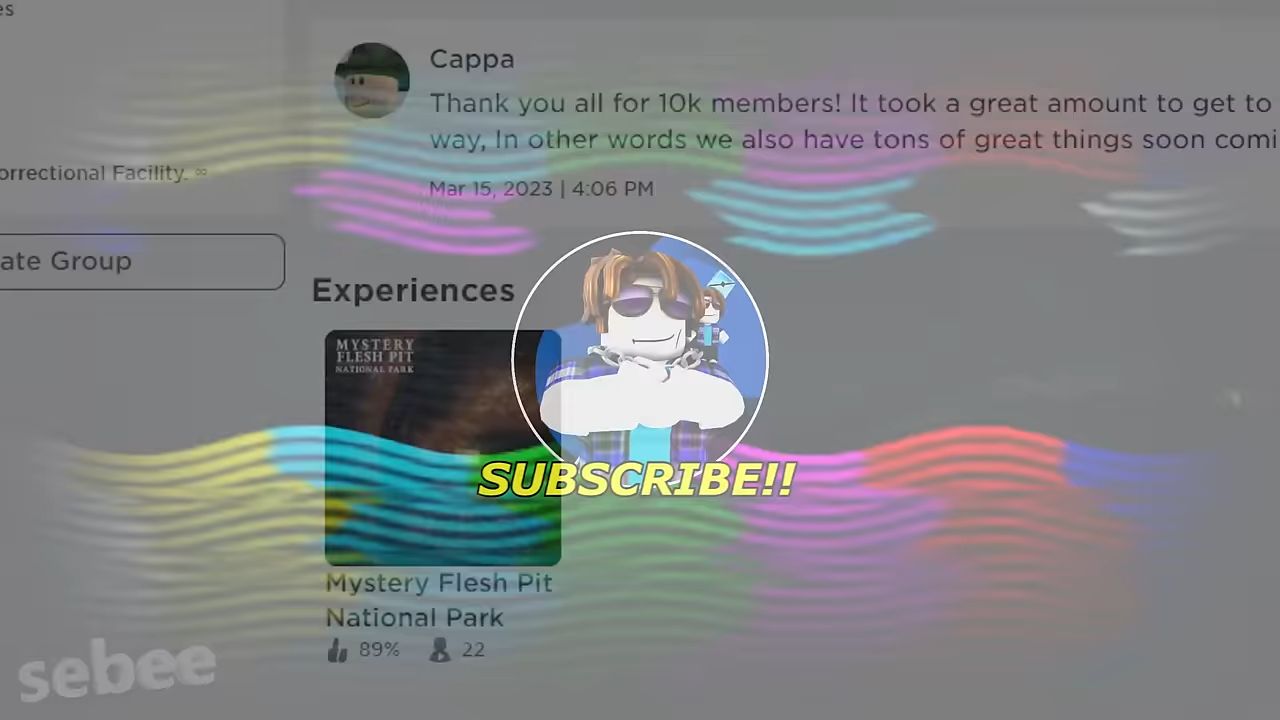 es
Cappa
Thank you all for 10k members! It took a great amount to get to
way, In other words we also have tons of great things soon comi
orrectional Facility. ∞
Mar 15, 2023 | 4:06 PM
ate Group
Experiences
MYSTERY
FLESH PIT
NATIONAL PARK
SUBSCRIBE!!
Mystery Flesh Pit
National Park
89% 22
sebee